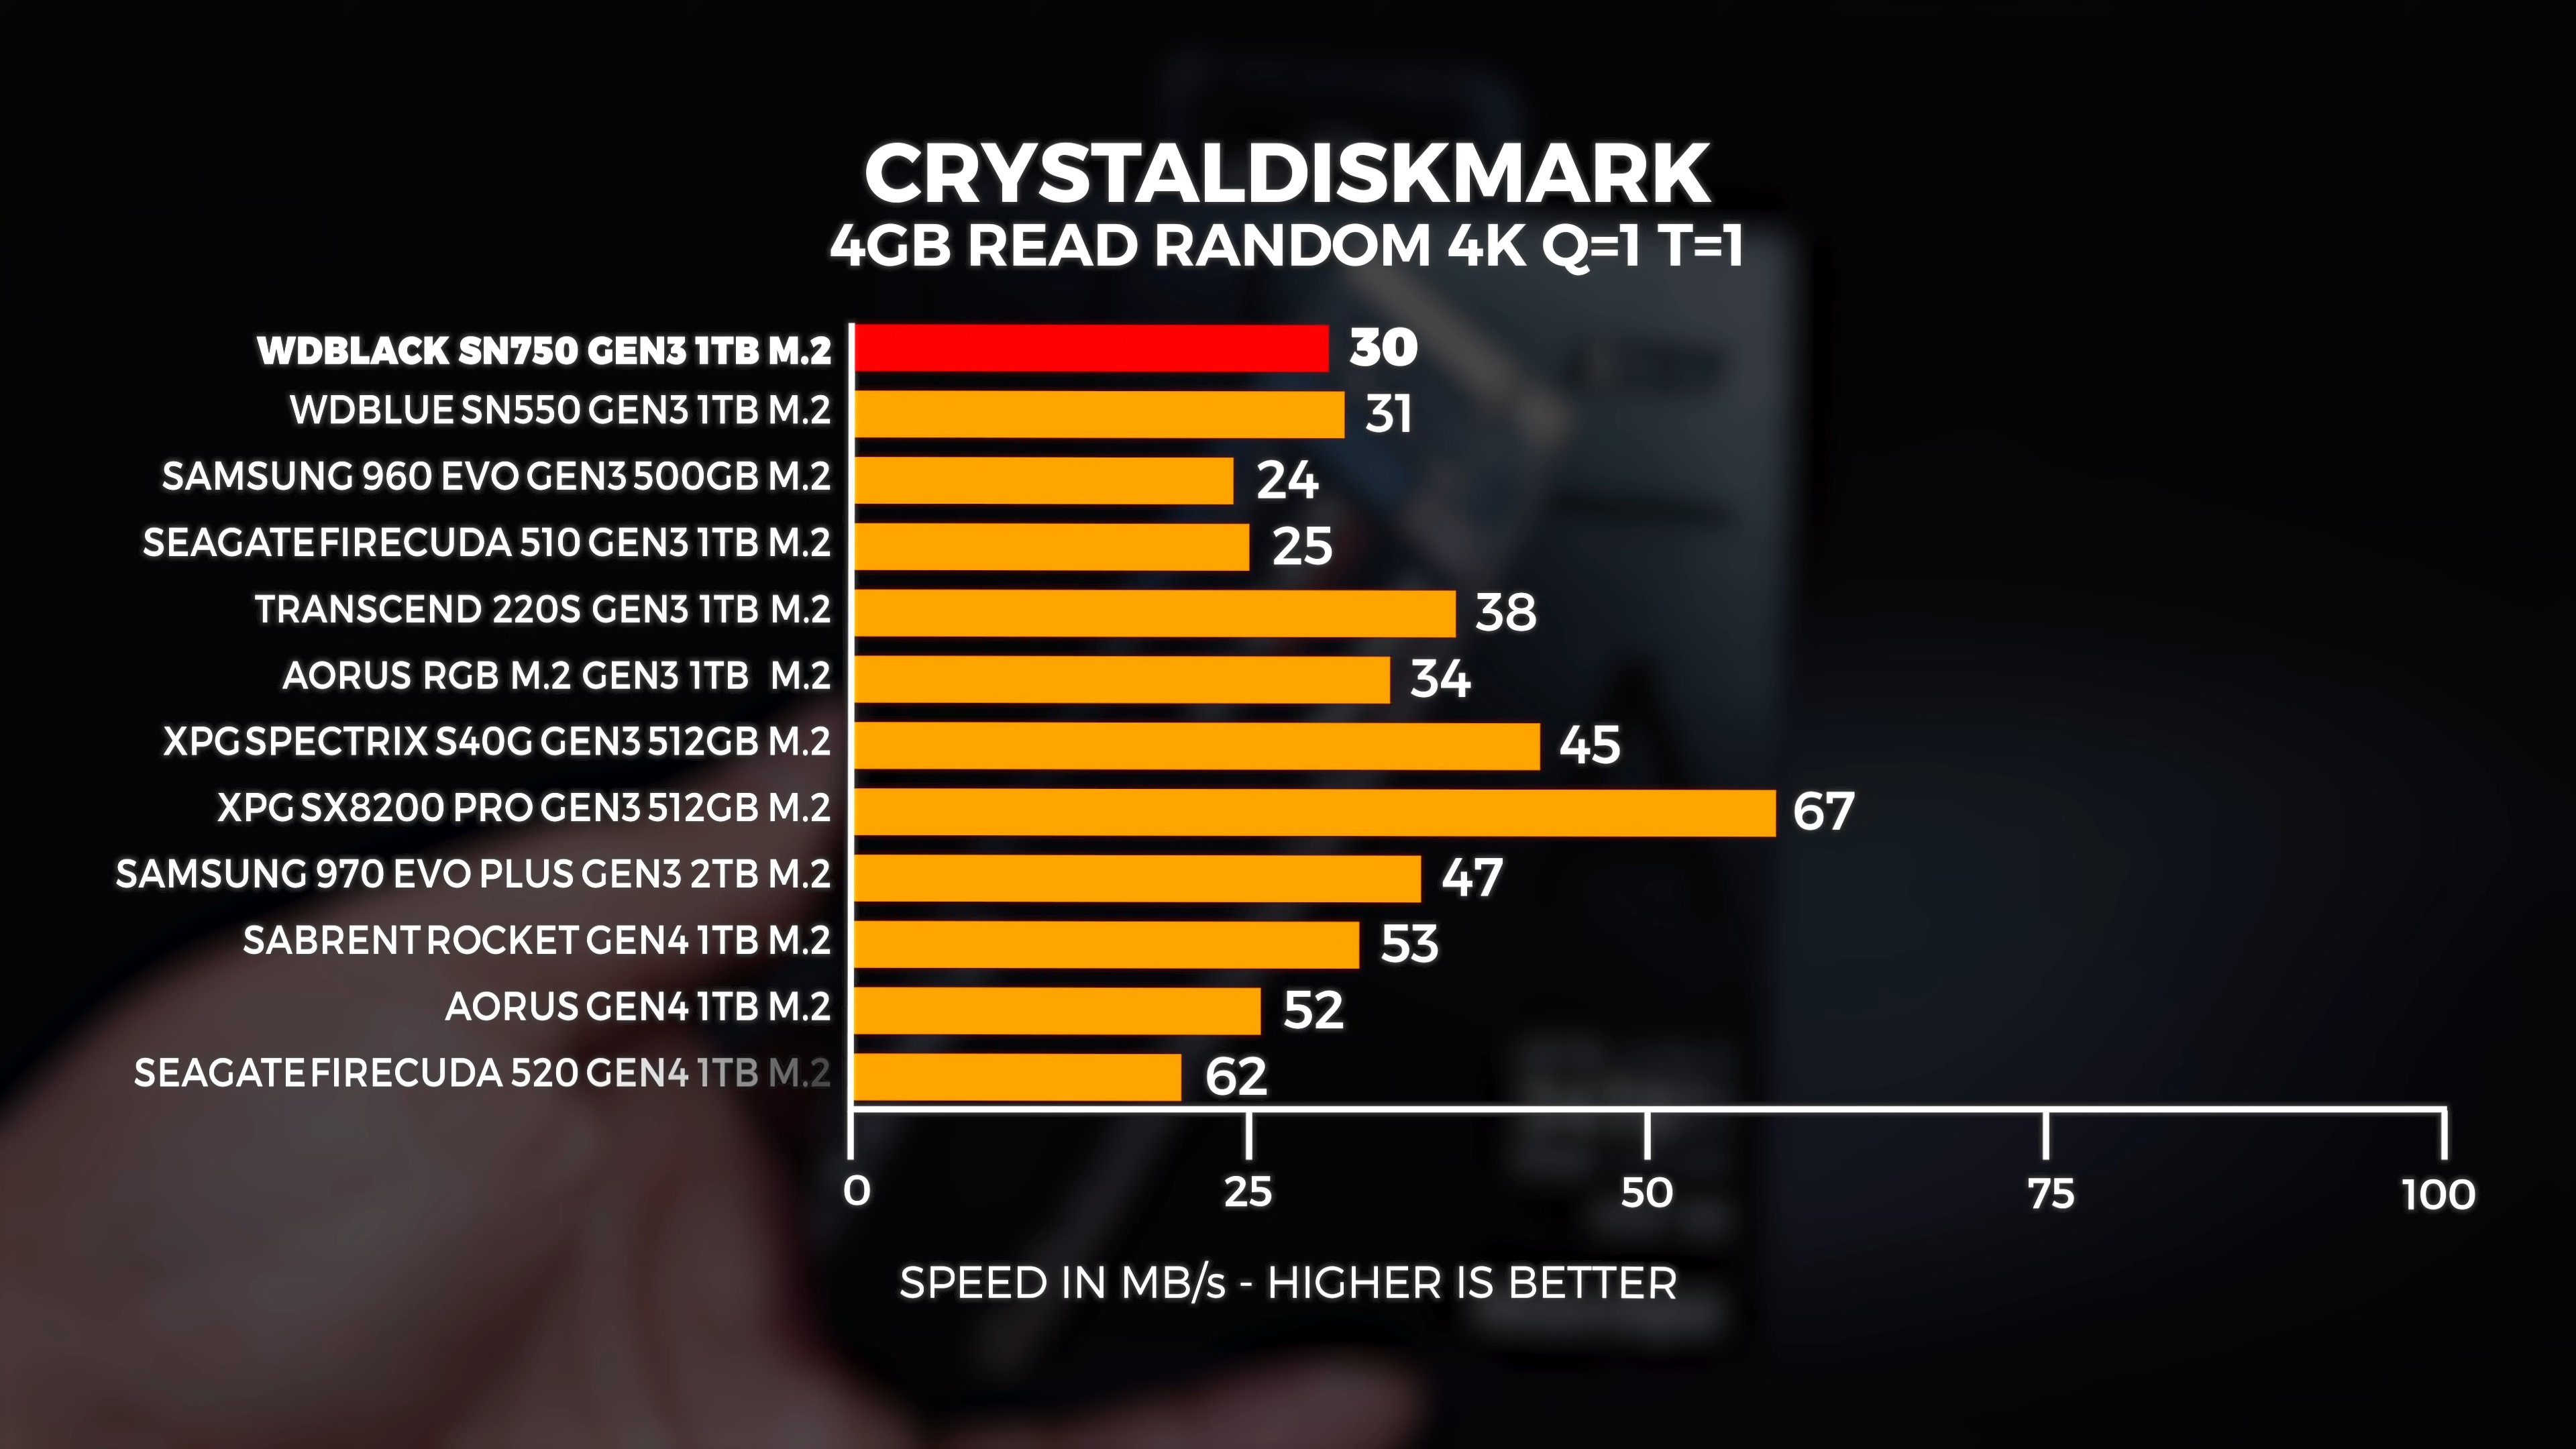 CRYSTALDISKMARK
4GB READ RANDOM 4K Q=1 T=1
WDBLACK SN750 GEN3 1TB M.2 30
WDBLUE SN550 GEN3 1TB M.2 31
SAMSUNG 960 EVO GEN3 500GB M.2 24
SEAGATE FIRECUDA 510 GEN3 1TB M.2 25
TRANSCEND 220S GEN3 1TB M.2 38
AORUS RGB M.2 GEN3 1TB M.2 34
XPG SPECTRIX S40G GEN3 512GB M.2 45
XPG SX8200 PRO GEN3 512GB M.2 67
SAMSUNG 970 EVO PLUS GEN3 2TB M.2 47
SABRENT ROCKET GEN4 1TB M.2 53
AORUS GEN4 1TB M.2 52
SEAGATE FIRECUDA 520 GEN4 1TB M.2 62
0 25 50 75 100
SPEED IN MB/s - HIGHER IS BETTER